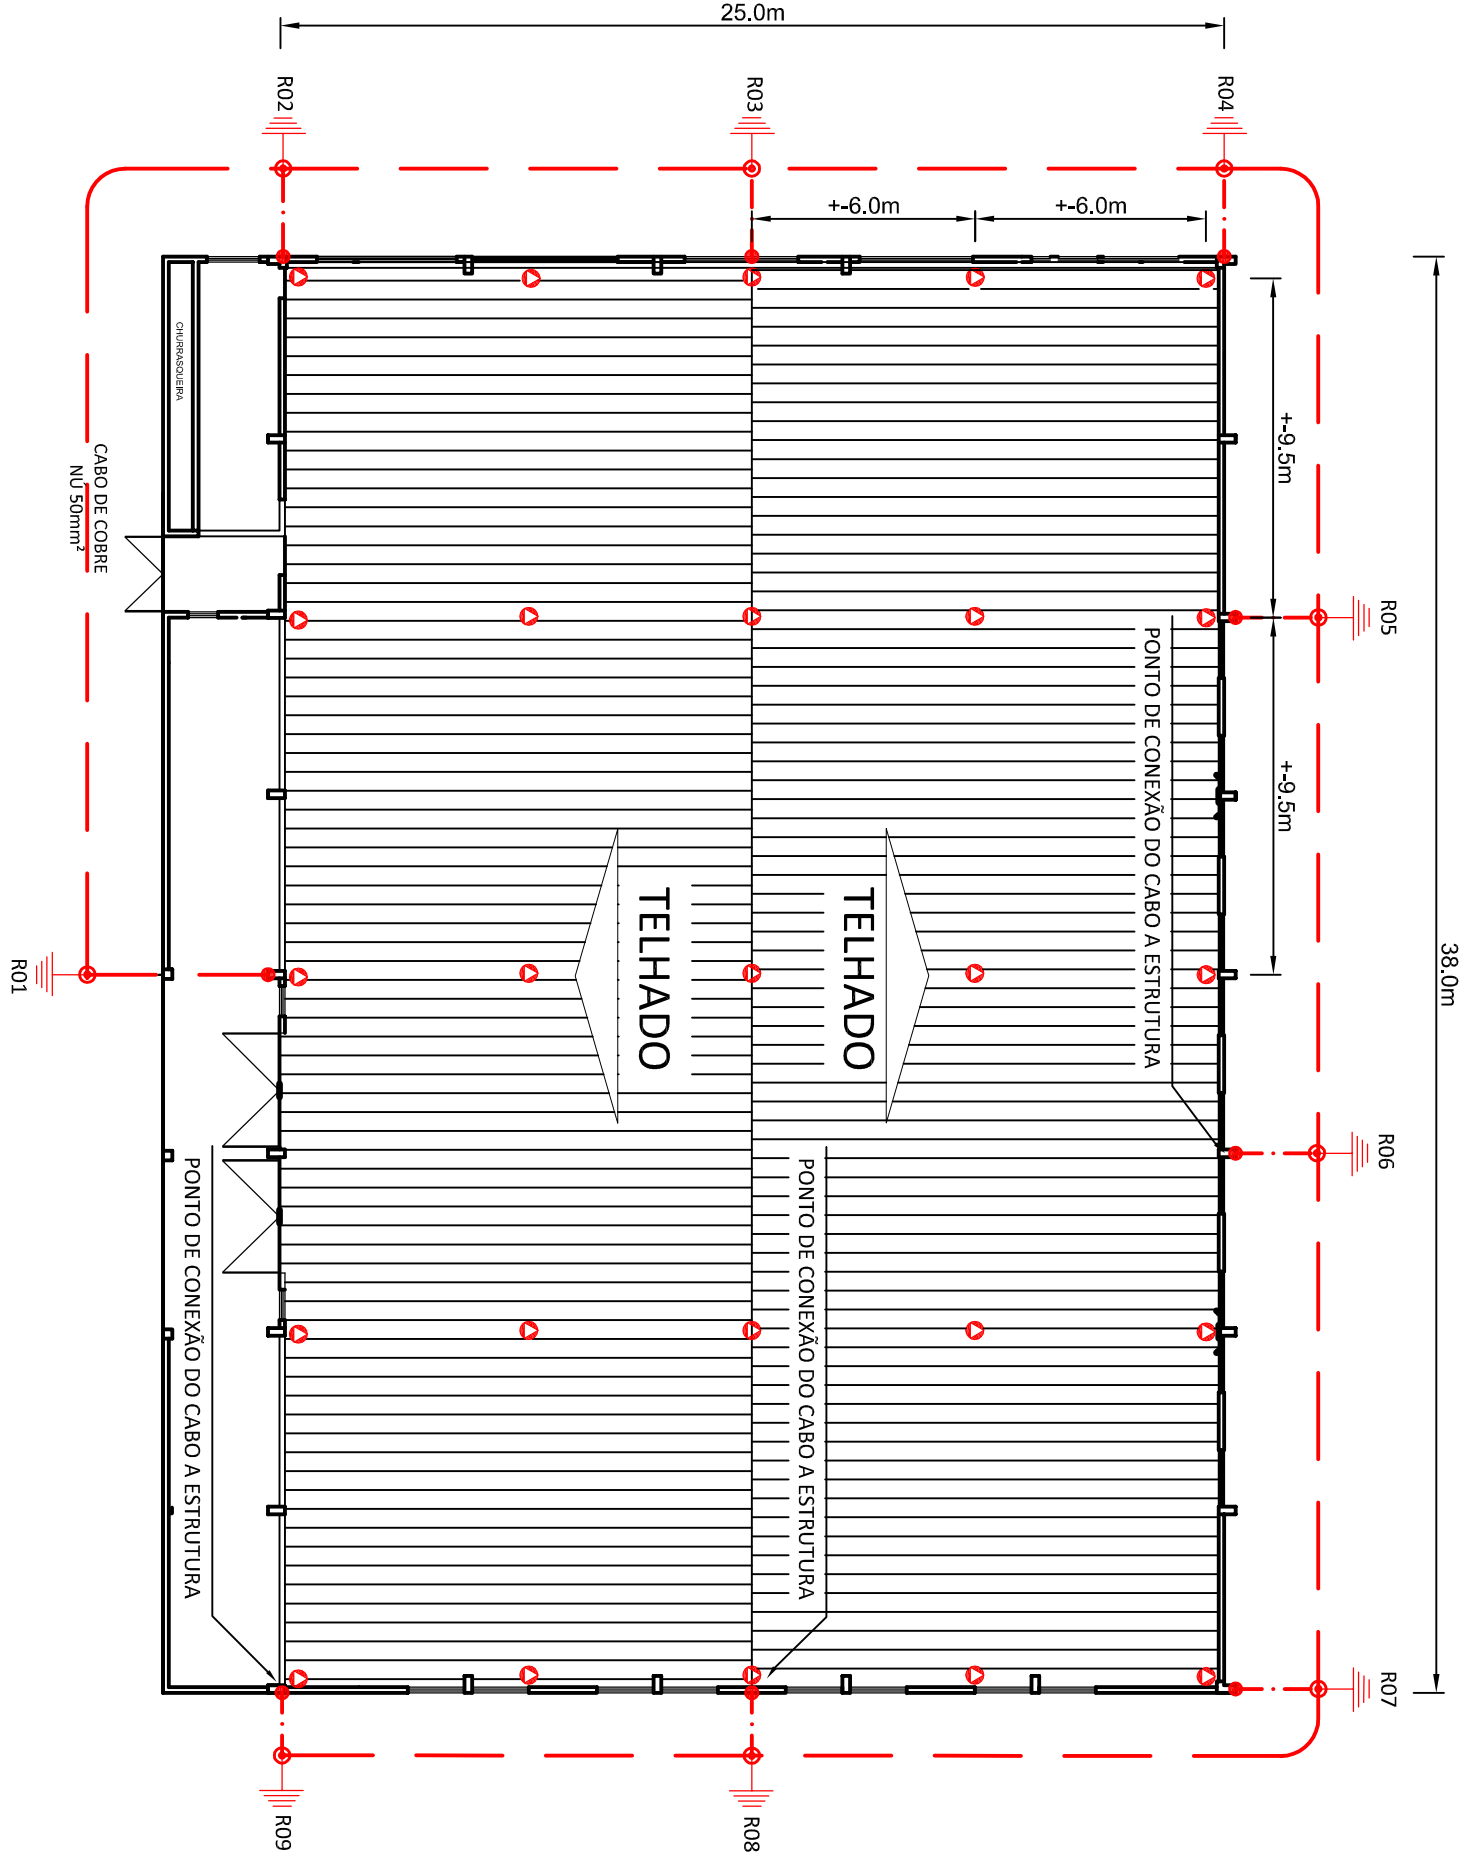 25.0m
R02
R03
R04
+-6.0m
+-6.0m
CHURRASQUEIRA
+-9.5m
CABO DE COBRE
NÚ 50mm²
R05
PONTO DE CONEXÃO DO CABO A ESTRUTURA
+-9.5m
TELHADO
TELHADO
38.0m
R01
R06
PONTO DE CONEXÃO DO CABO A ESTRUTURA
PONTO DE CONEXÃO DO CABO A ESTRUTURA
R07
R09
R08